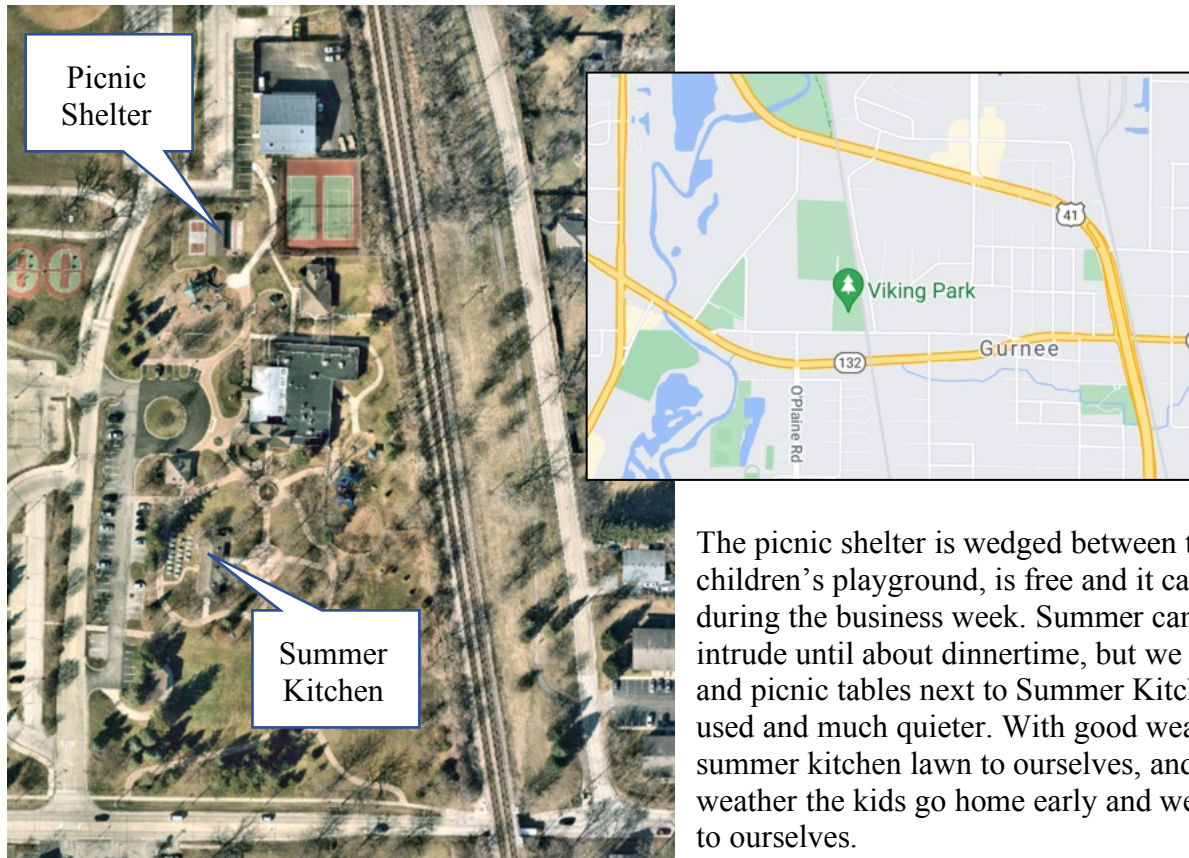 Picnic
Shelter
Summer
Kitchen
41
Viking Park
132
Gurnee
O'Plaine Rd
The picnic shelter is wedged between
children’s playground, is free and it
during the business week. Summer
intrude until about dinnertime, but we
and picnic tables next to Summer
used and much quieter. With good
summer kitchen lawn to ourselves, and
weather the kids go home early and
to ourselves.